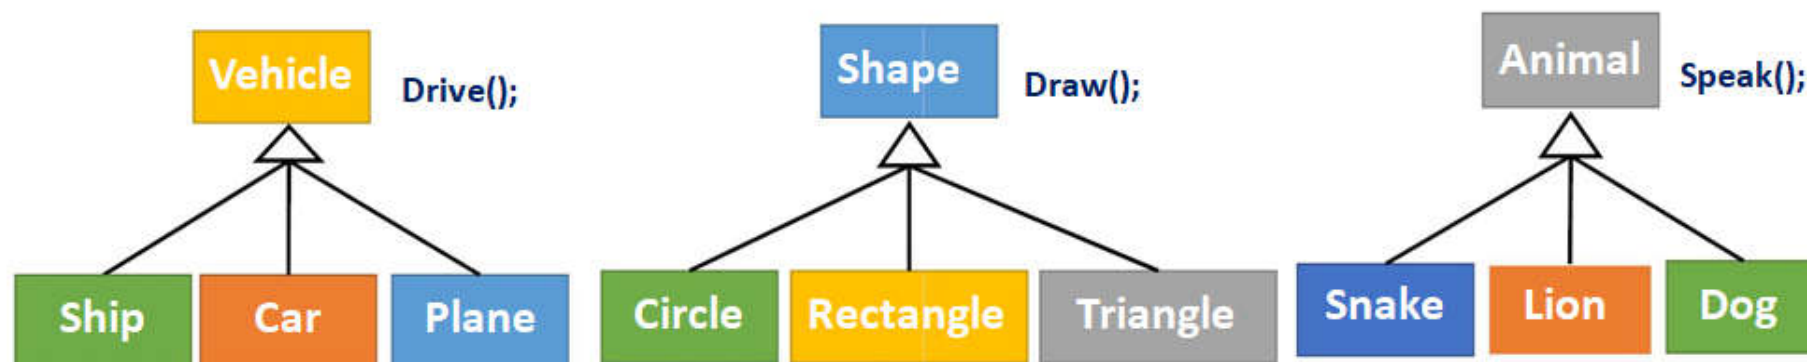 Vehicle
Drive();
Shape
Draw();
Animal
Speak();
Ship
Car
Plane
Circle
Rectangle
Triangle
Snake
Lion
Dog